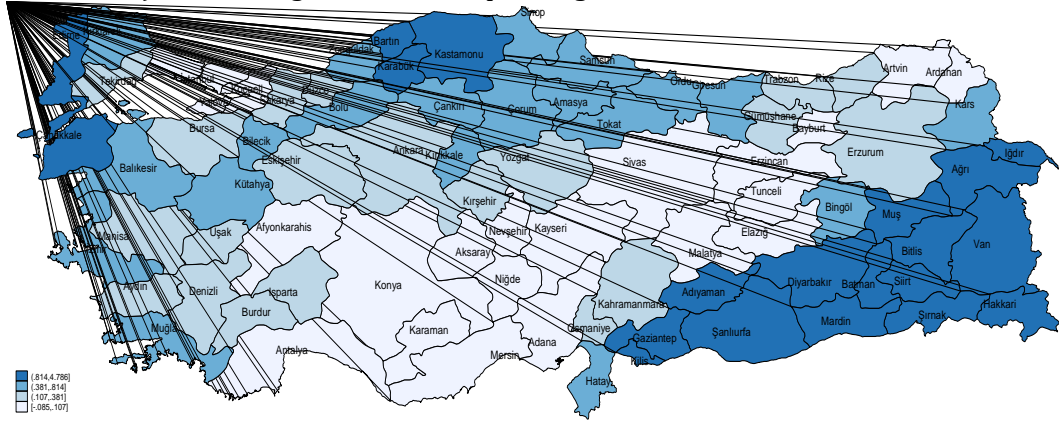 Sinop
Bartın
Kastamonu
Karabük
Samsun
Artvin
Ardahan
Ordu
Giresun
Trabzon
Rize
Kars
Tekirdağ
Sakarya
Bolu
Çankırı
Çorum
Amasya
Tokat
Gümüşhane
Bayburt
Erzurum
Iğdır
Ağrı
Çanakkale
Bursa
Bilecik
Balıkesir
Eskişehir
Ankara
Kırıkkale
Yozgat
Sivas
Erzincan
Tunceli
Bingöl
Muş
Kütahya
Kırşehir
Manisa
Uşak
Afyonkarahis
Nevşehir
Kayseri
Elazığ
Malatya
Bitlis
Van
Aksaray
Niğde
Aydın
Denizli
Isparta
Konya
Kahramanmara
Adıyaman
Diyarbakır
Batman
Siirt
Hakkari
Burdur
Muğla
Karaman
Osmaniye
Gaziantep
Şanlıurfa
Mardin
Şırnak
Antalya
Mersin
Adana
Kilis
Hatay
(.814,4.786]
(.381,.814]
(.107,.381]
[-.085,.107]